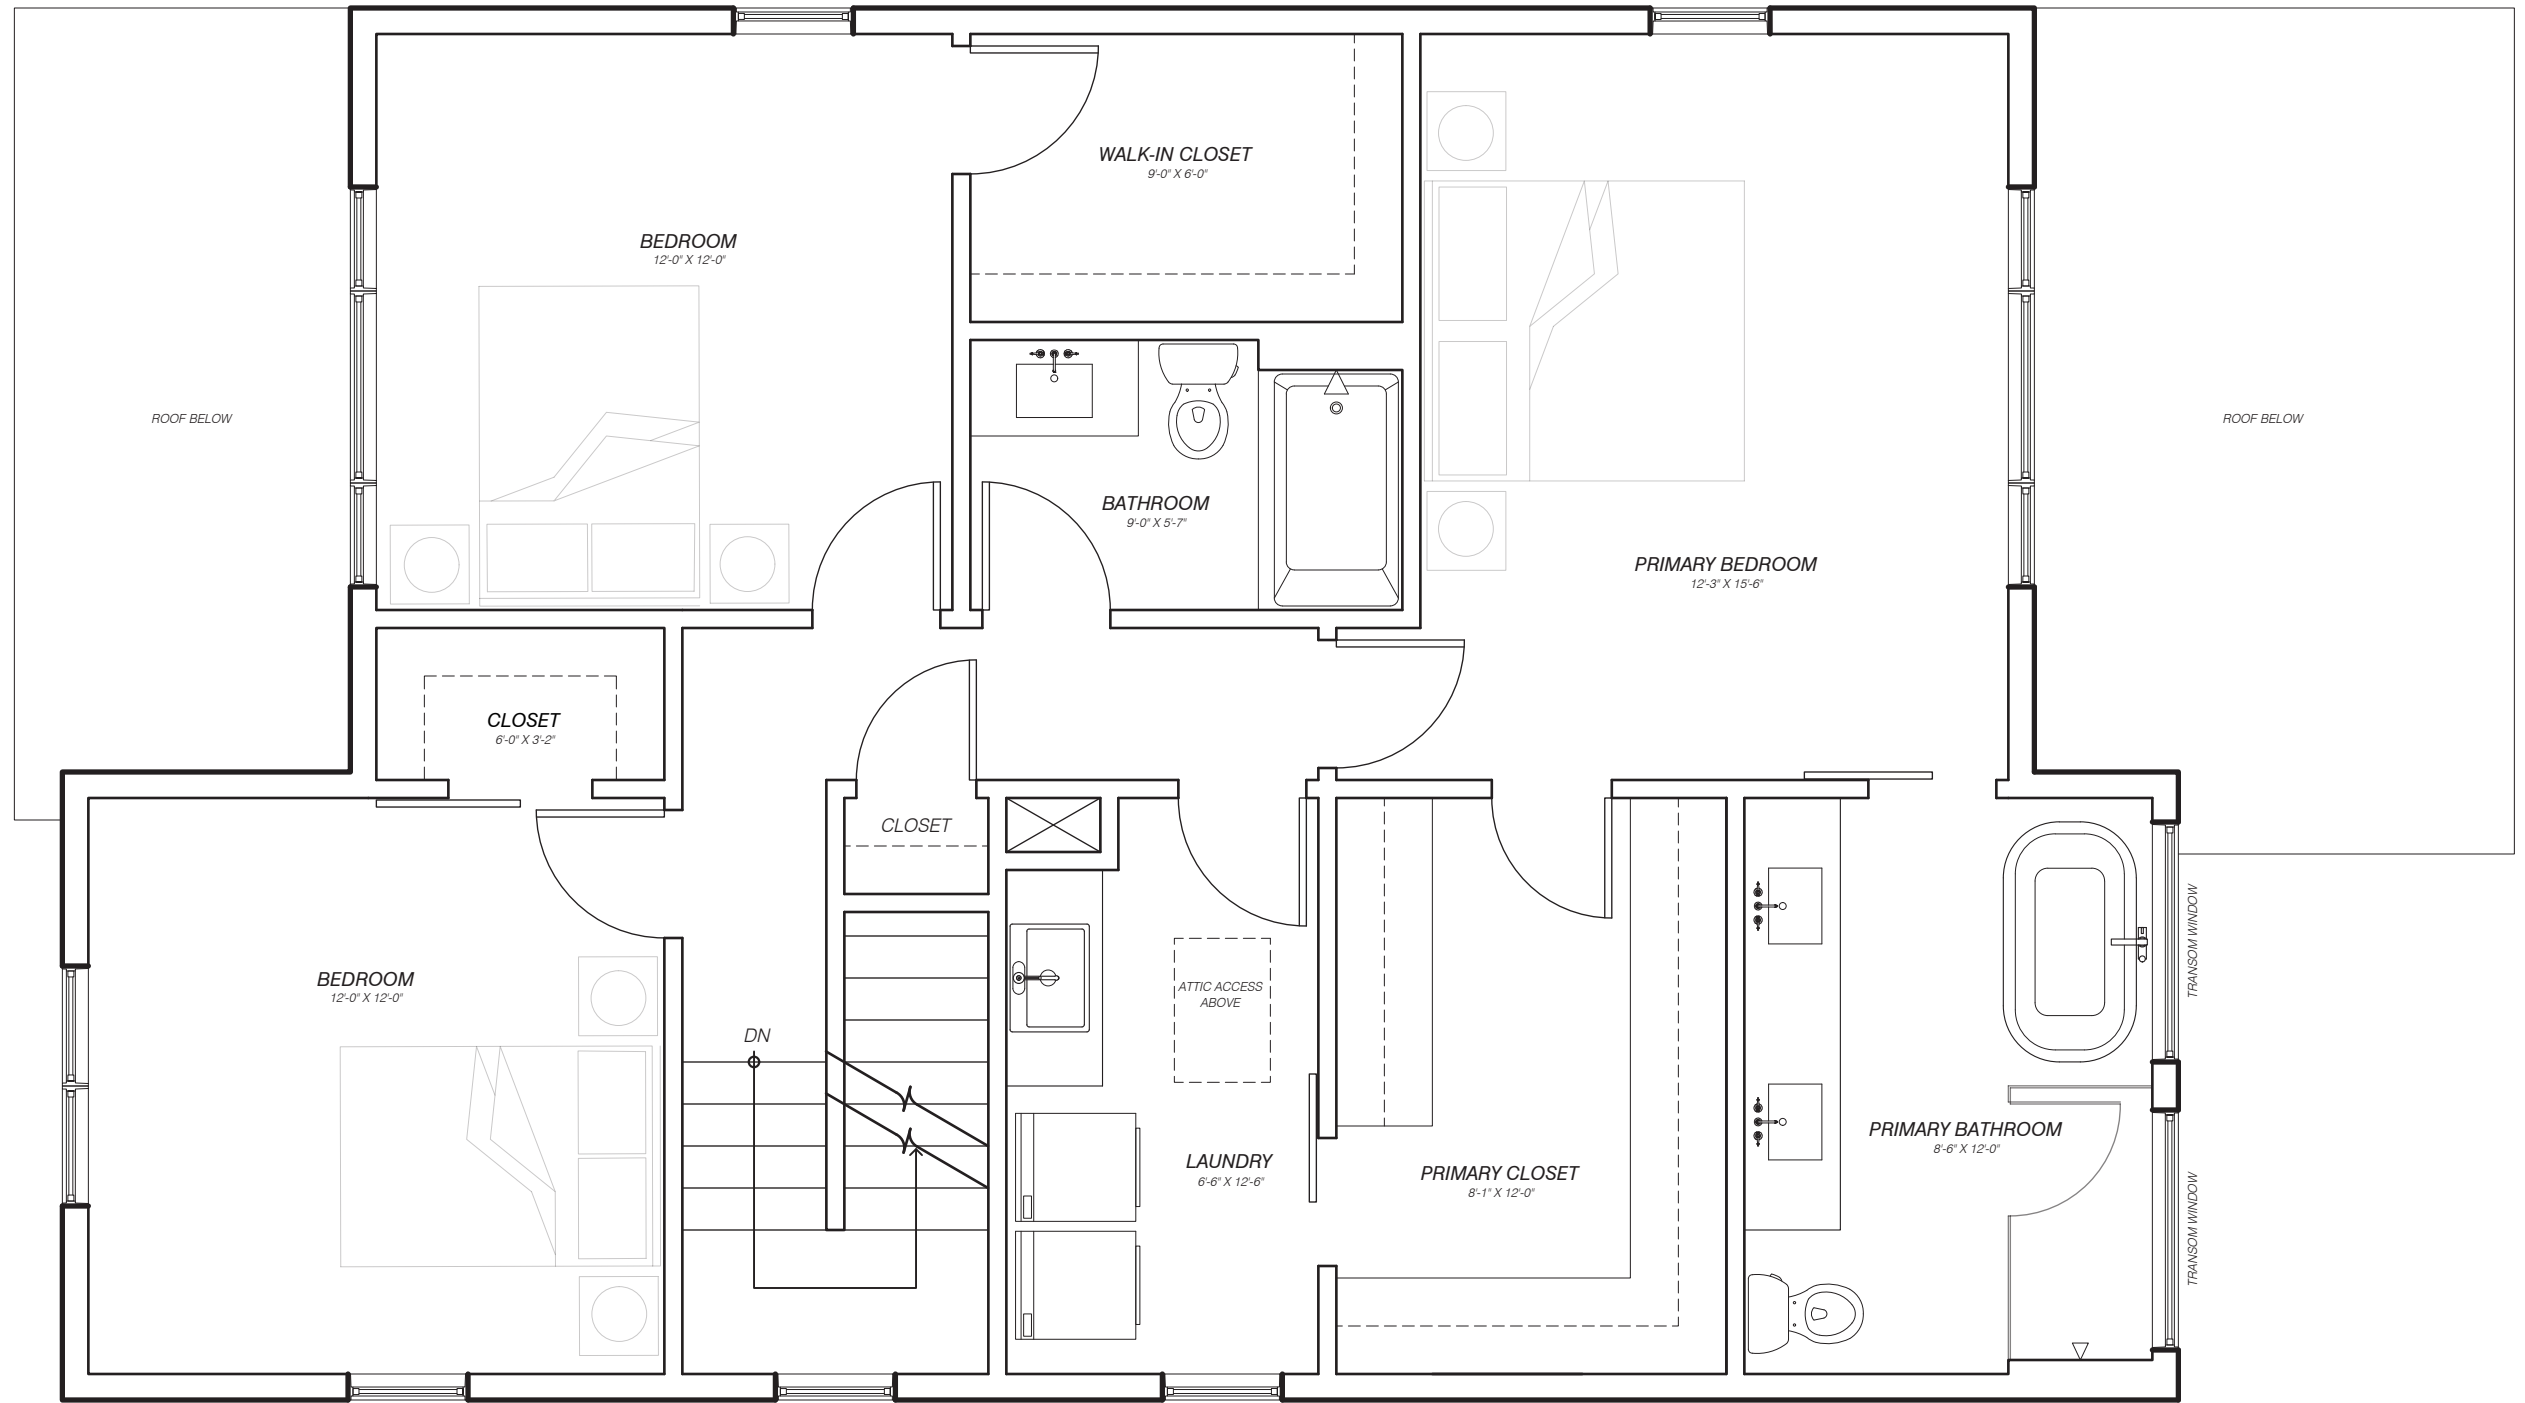 WALK-IN CLOSET
9'-0" X 6'-0"
BEDROOM
12'-0" X 12'-0"
ROOF BELOW
ROOF BELOW
BATHROOM
9'-0" X 5'-7"
PRIMARY BEDROOM
12'-3" X 15'-6"
CLOSET
6'-0" X 3'-2"
CLOSET
BEDROOM
12'-0" X 12'-0"
ATTIC ACCESS
ABOVE
TRANSOM WINDOW
DN
PRIMARY BATHROOM
8'-6" X 12'-0"
LAUNDRY
6'-6" X 12'-6"
PRIMARY CLOSET
8'-1" X 12'-0"
TRANSOM WINDOW